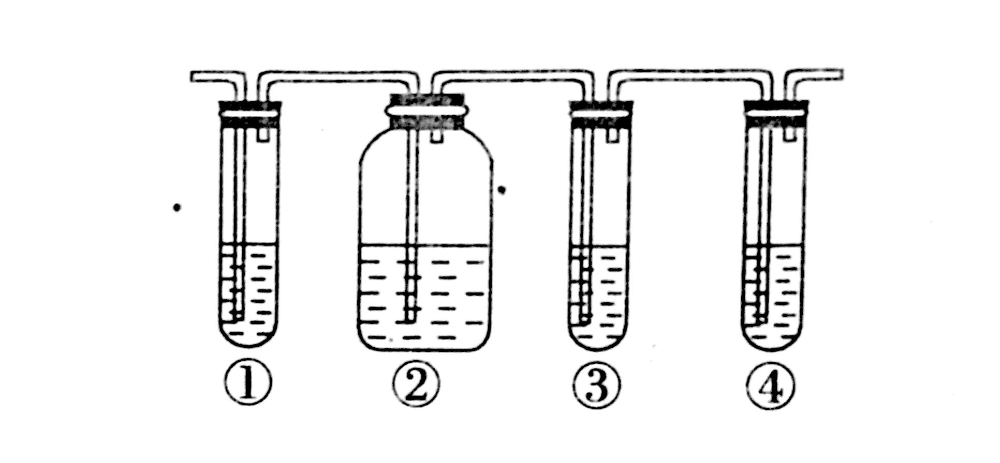 ① ② ③ ④